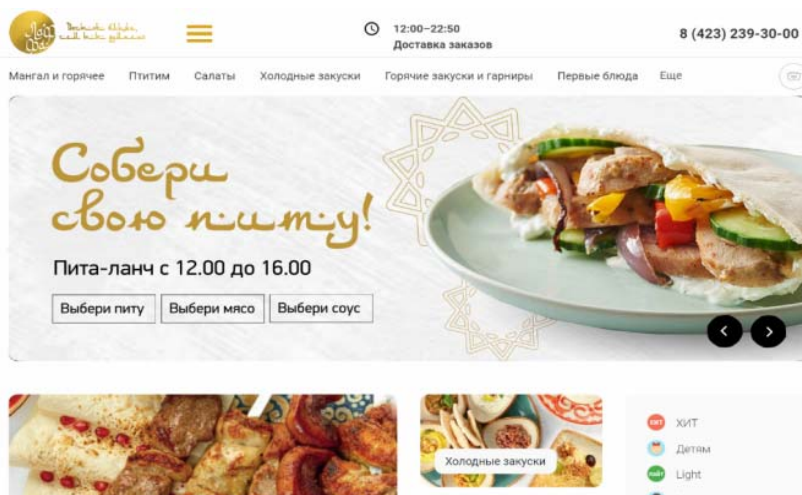 12:00–22:50
Доставка заказов
8 (423) 239-30-00
Мангал и горячее Птитим Салаты Холодные закуски Горячие закуски и гарниры Первые блюда Еще
Собери
свою питу!
Пита-ланч с 12.00 до 16.00
Выбери питу Выбери мясо Выбери соус
Холодные закуски
ХИТ
Детям
Light